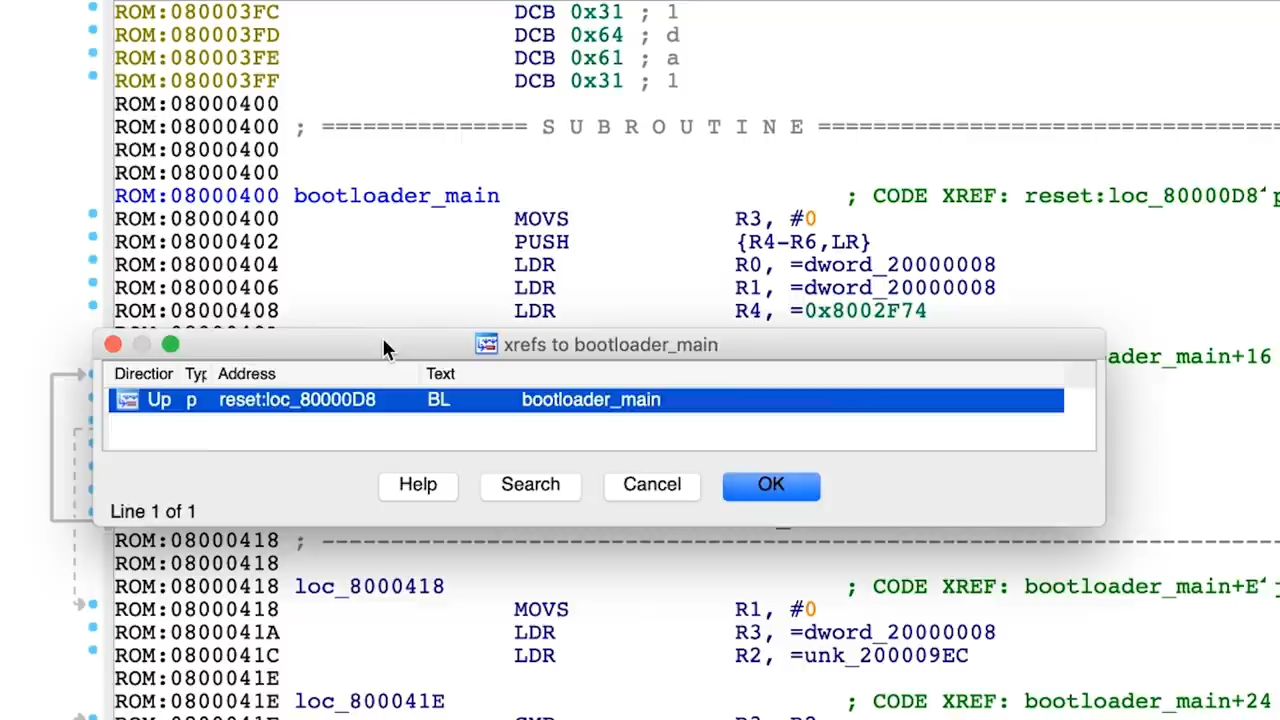 ROM:080003FC DCB 0x31 ; 1
ROM:080003FD DCB 0x64 ; d
ROM:080003FE DCB 0x61 ; a
ROM:080003FF DCB 0x31 ; 1
ROM:08000400
ROM:08000400 ; =============== S U B R O U T I N E =======================================
ROM:08000400
ROM:08000400
ROM:08000400 bootloader_main ; CODE XREF: reset:loc_80000D8↑p
ROM:08000400 MOVS R3, #0
ROM:08000402 PUSH {R4-R6,LR}
ROM:08000404 LDR R0, =dword_20000008
ROM:08000406 LDR R1, =dword_20000008
ROM:08000408 LDR R4, =0x8002F74
xrefs to bootloader_main
ader_main+16
Direction Typ Address Text
Up p reset:loc_80000D8 BL bootloader_main
Help Search Cancel OK
Line 1 of 1
ROM:08000418 ; ---------------------------------------------------------------------------
ROM:08000418
ROM:08000418 loc_8000418 ; CODE XREF: bootloader_main+E↑j
ROM:08000418 MOVS R1, #0
ROM:0800041A LDR R3, =dword_20000008
ROM:0800041C LDR R2, =unk_200009EC
ROM:0800041E
ROM:0800041E loc_800041E ; CODE XREF: bootloader_main+24